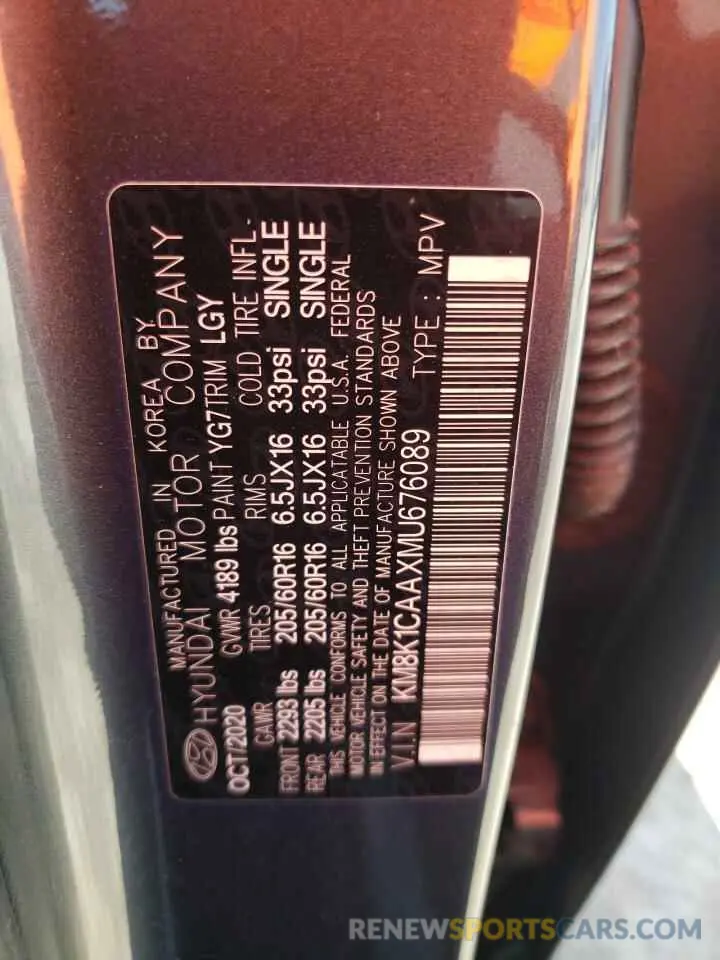 MANUFACTURED IN KOREA BY
HYUNDAI MOTOR COMPANY
OCT/2020 GVWR 4189 lbs PAINT YG7 TRIM LGY
GAWR TIRES RIMS COLD TIRE INFL.
FRONT 2293 lbs 205/60R16 6.5JX16 33psi SINGLE
REAR 2205 lbs 205/60R16 6.5JX16 33psi SINGLE
THIS VEHICLE CONFORMS TO ALL APPLICATABLE U.S.A. FEDERAL
MOTOR VEHICLE SAFETY AND THEFT PREVENTION STANDARDS
IN EFFECT ON THE DATE OF MANUFACTURE SHOWN ABOVE
V.I.N KM8K1CAAXMU676089 TYPE : MPV
RENEWSPORTSCARS.COM